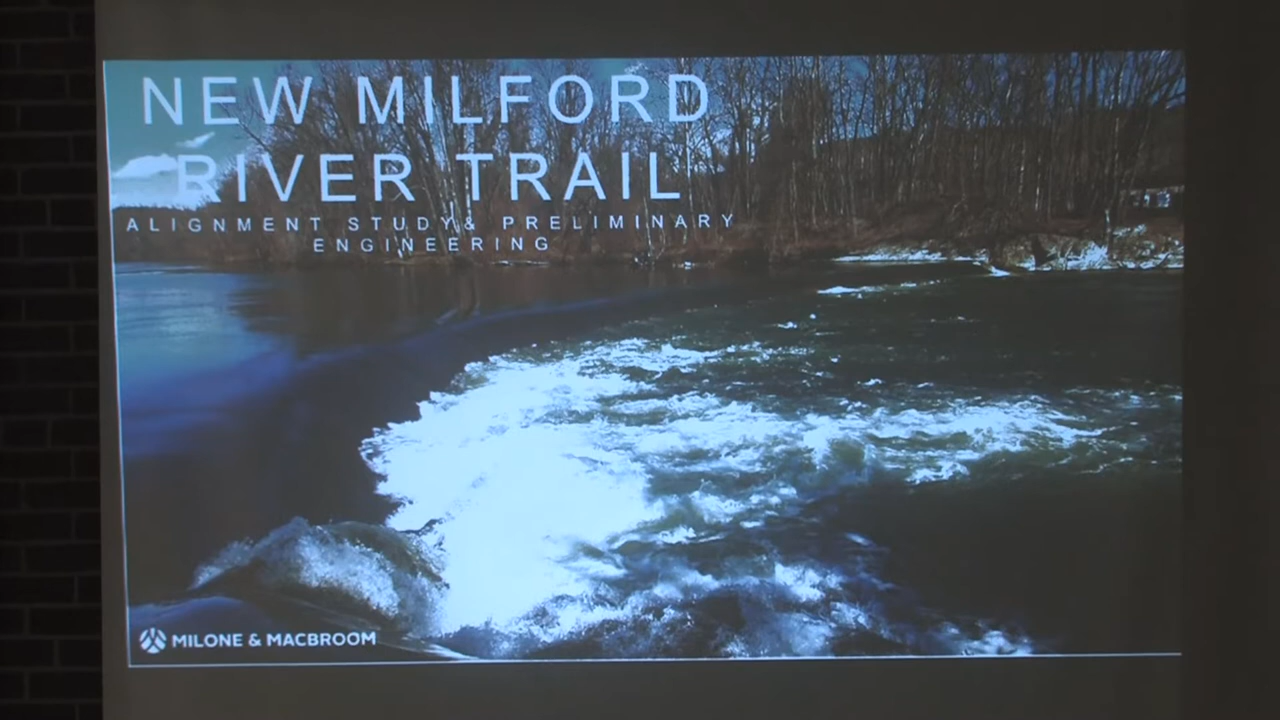 NEW MILFORD
RIVER TRAIL
ALIGNMENT STUDY& PRELIMINARY
ENGINEERING
MILONE & MACBROOM